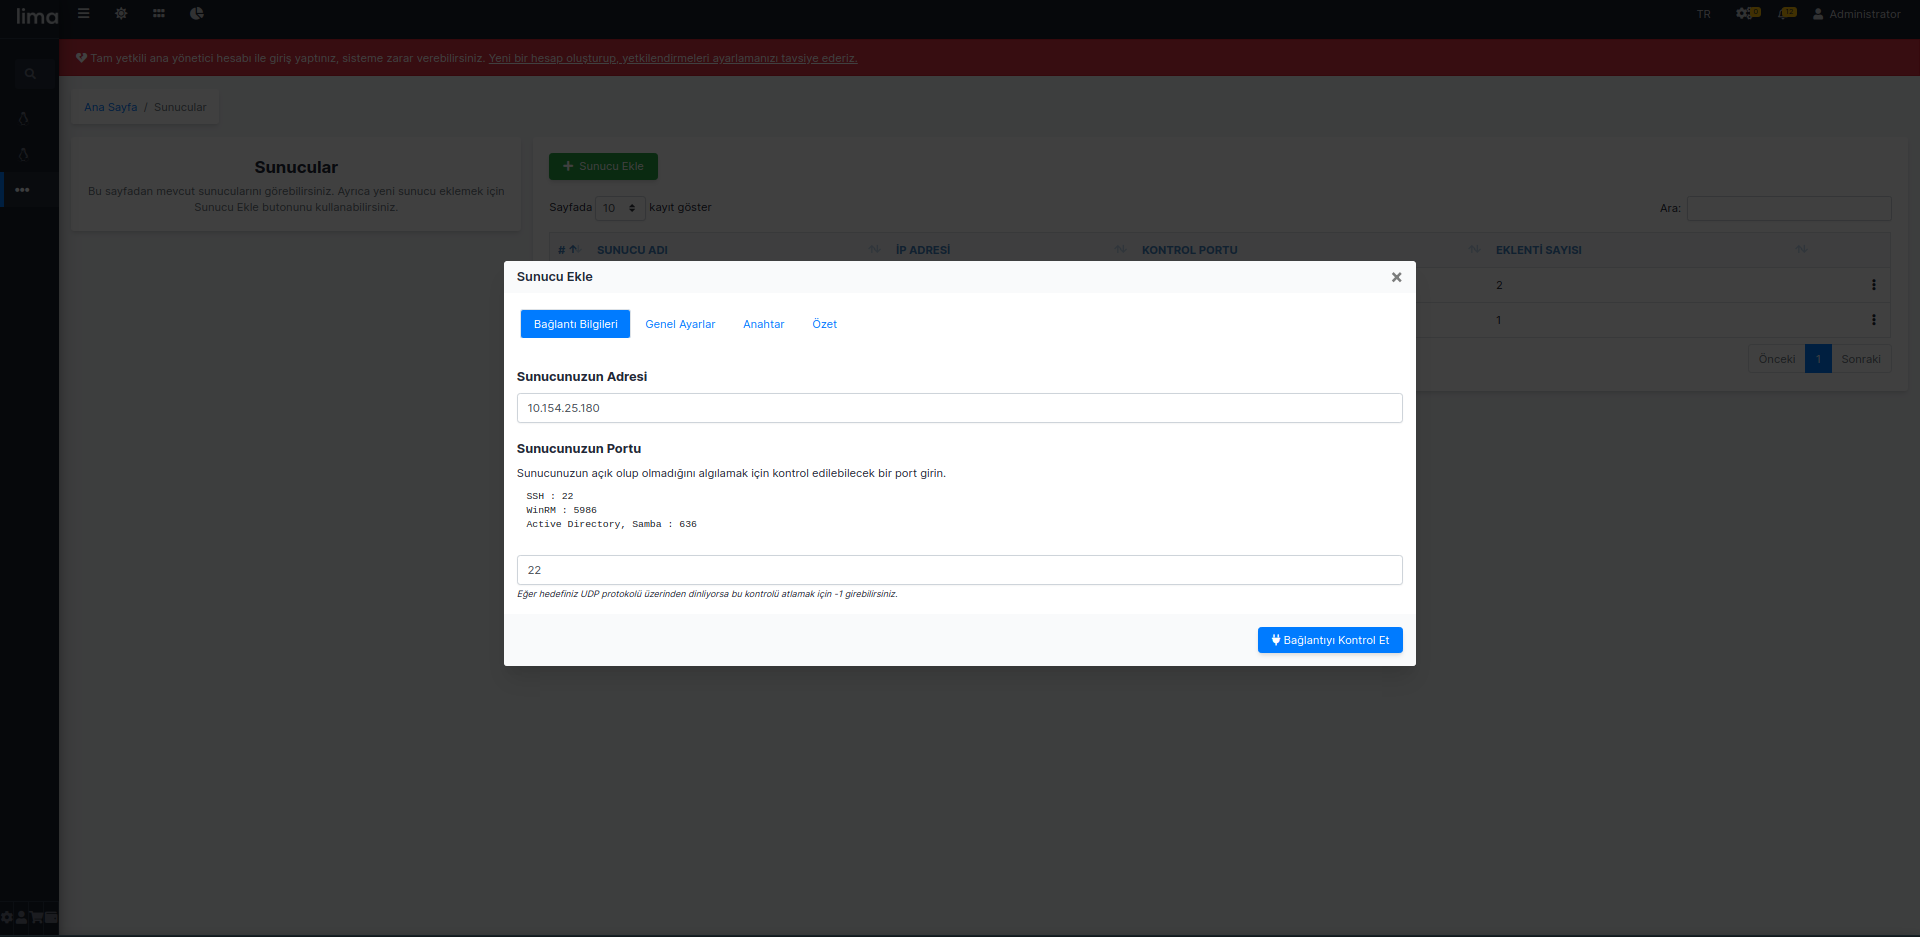 lima
TR
0
12
Administrator
Tam yetkili ana yönetici hesabı ile giriş yaptınız, sisteme zarar verebilirsiniz. Yeni bir hesap oluşturup, yetkilendirmeleri ayarlamanızı tavsiye ederiz.
Ana Sayfa / Sunucular
Sunucular
Bu sayfadan mevcut sunucularını görebilirsiniz. Ayrıca yeni sunucu eklemek için
Sunucu Ekle butonunu kullanabilirsiniz.
Sunucu Ekle
Sayfada 10 kayıt göster
Ara:
# SUNUCU ADI İP ADRESİ KONTROL PORTU EKLENTİ SAYISI
2
1
Önceki 1 Sonraki
Sunucu Ekle
Bağlantı Bilgileri Genel Ayarlar Anahtar Özet
Sunucunuzun Adresi
10.154.25.180
Sunucunuzun Portu
Sunucunuzun açık olup olmadığını algılamak için kontrol edilebilecek bir port girin.
SSH : 22
WinRM : 5986
Active Directory, Samba : 636
22
Eğer hedefiniz UDP protokolü üzerinden dinliyorsa bu kontrolü atlamak için -1 girebilirsiniz.
Bağlantıyı Kontrol Et